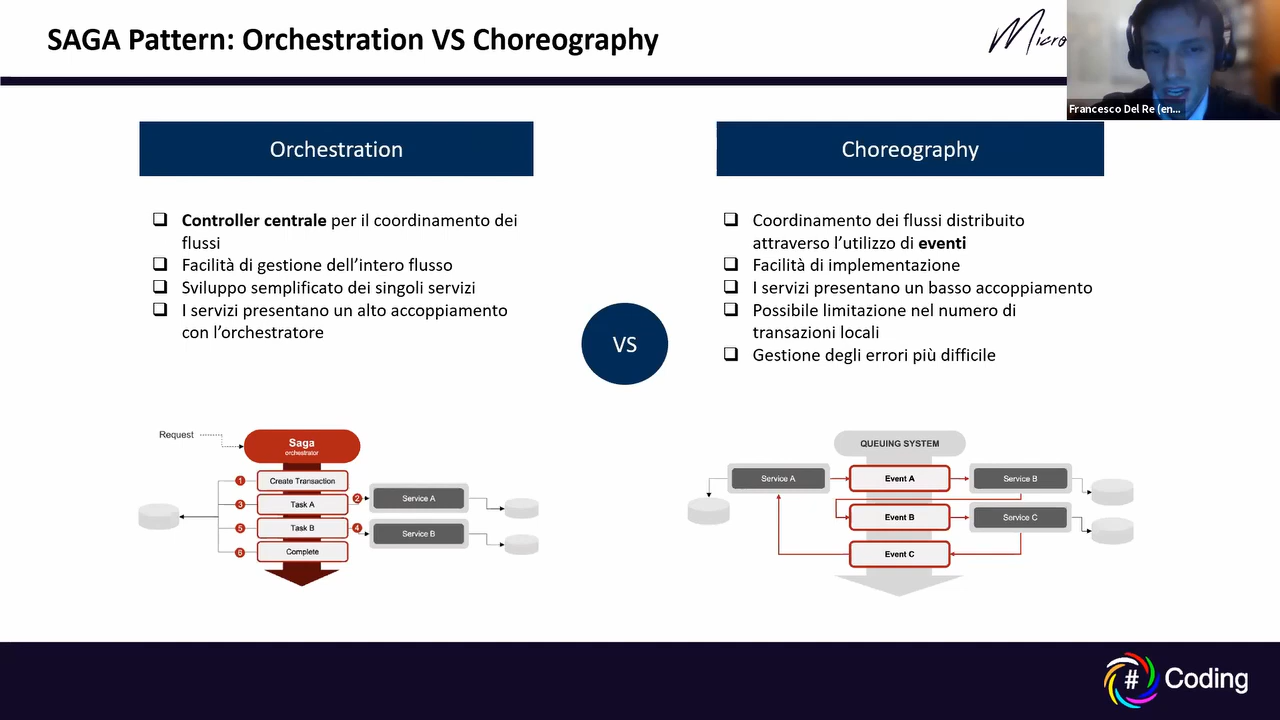 SAGA Pattern: Orchestration VS Choreography
Micro
Francesco Del Re (en...
Orchestration
Controller centrale per il coordinamento dei
flussi
Facilità di gestione dell'intero flusso
Sviluppo semplificato dei singoli servizi
I servizi presentano un alto accoppiamento
con l'orchestratore
VS
Choreography
Coordinamento dei flussi distribuito
attraverso l'utilizzo di eventi
Facilità di implementazione
I servizi presentano un basso accoppiamento
Possibile limitazione nel numero di
transazioni locali
Gestione degli errori più difficile
Request
Saga
orchestrator
1 Create Transaction
2 Service A
3 Task A
4 Service B
5 Task B
6 Complete
QUEUING SYSTEM
Service A Event A Service B
Event B Service C
Event C
# Coding